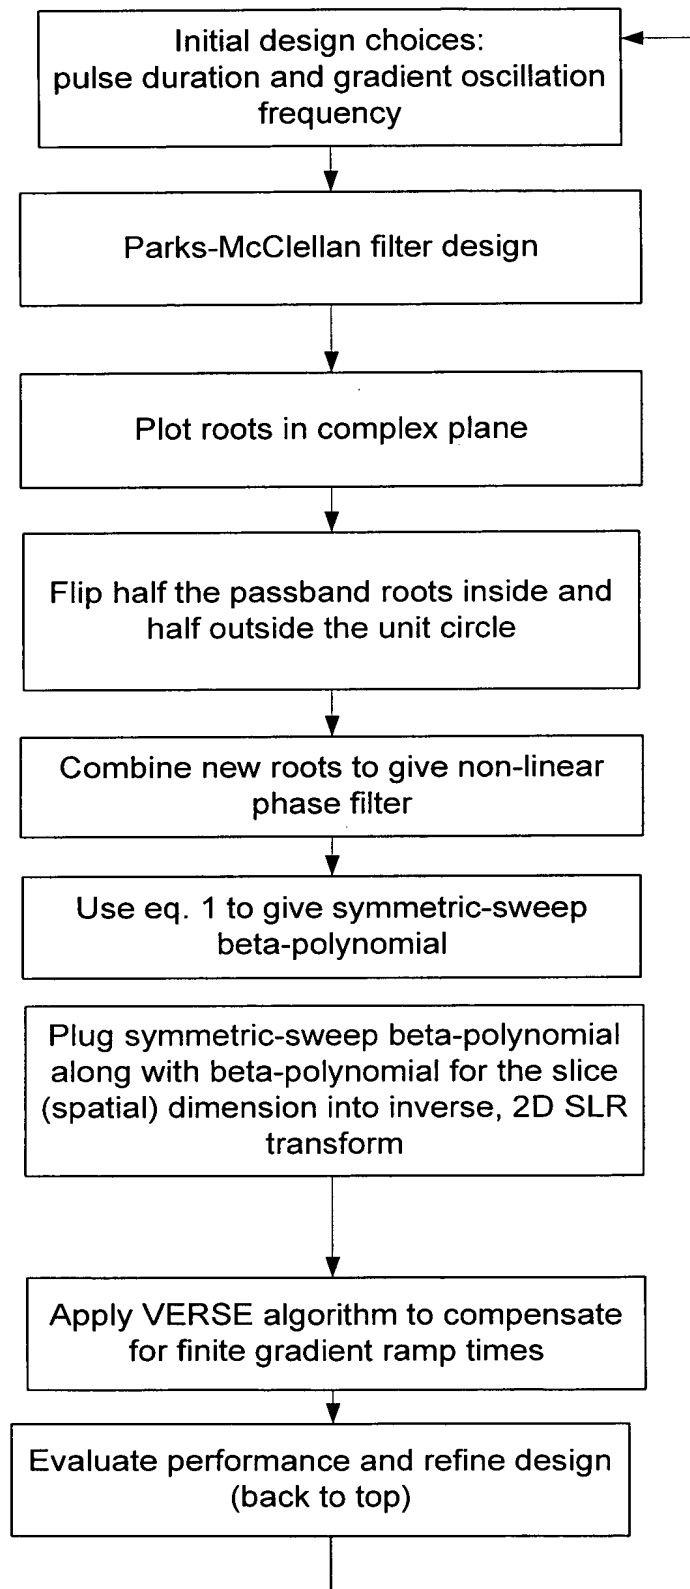 Initial design choices:
pulse duration and gradient oscillation
frequency
Parks-McClellan filter design
Plot roots in complex plane
Flip half the passband roots inside and
half outside the unit circle
Combine new roots to give non-linear
phase filter
Use eq. 1 to give symmetric-sweep
beta-polynomial
Plug symmetric-sweep beta-polynomial
along with beta-polynomial for the slice
(spatial) dimension into inverse, 2D SLR
transform
Apply VERSE algorithm to compensate
for finite gradient ramp times
Evaluate performance and refine design
(back to top)